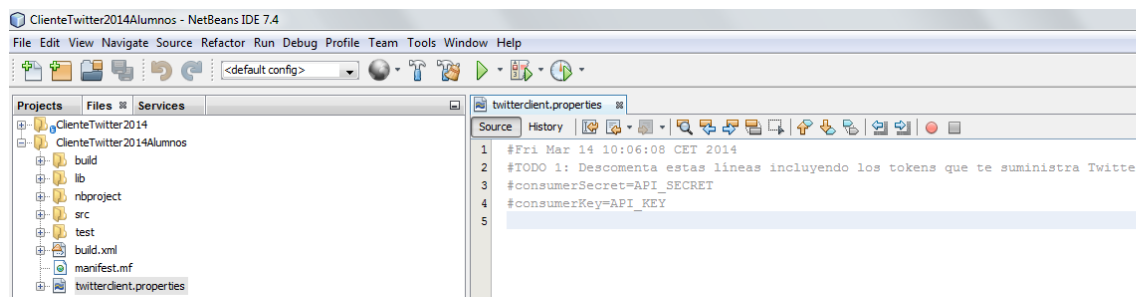 ClienteTwitter2014Alumnos - NetBeans IDE 7.4
File Edit View Navigate Source Refactor Run Debug Profile Team Tools Window Help
<default config>
Projects Files Services
ClienteTwitter2014
ClienteTwitter2014Alumnos
build
lib
nbproject
src
test
build.xml
manifest.mf
twitterclient.properties
twitterclient.properties
Source History
1 #Fri Mar 14 10:06:08 CET 2014
2 #TODO 1: Descomenta estas líneas incluyendo los tokens que te suministra Twitte
3 #consumerSecret=API_SECRET
4 #consumerKey=API_KEY
5